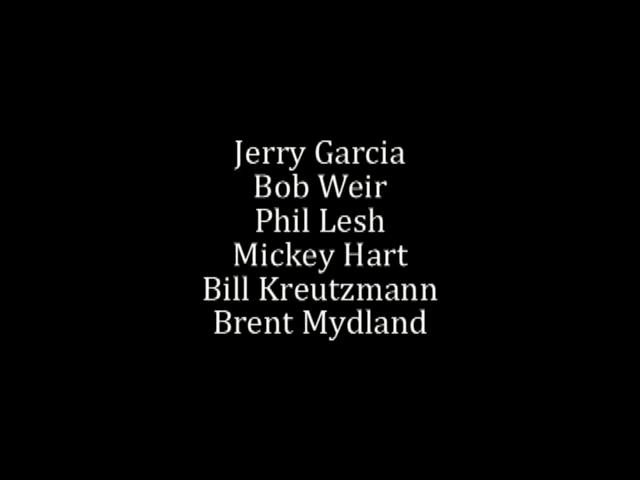 Jerry Garcia
Bob Weir
Phil Lesh
Mickey Hart
Bill Kreutzmann
Brent Mydland